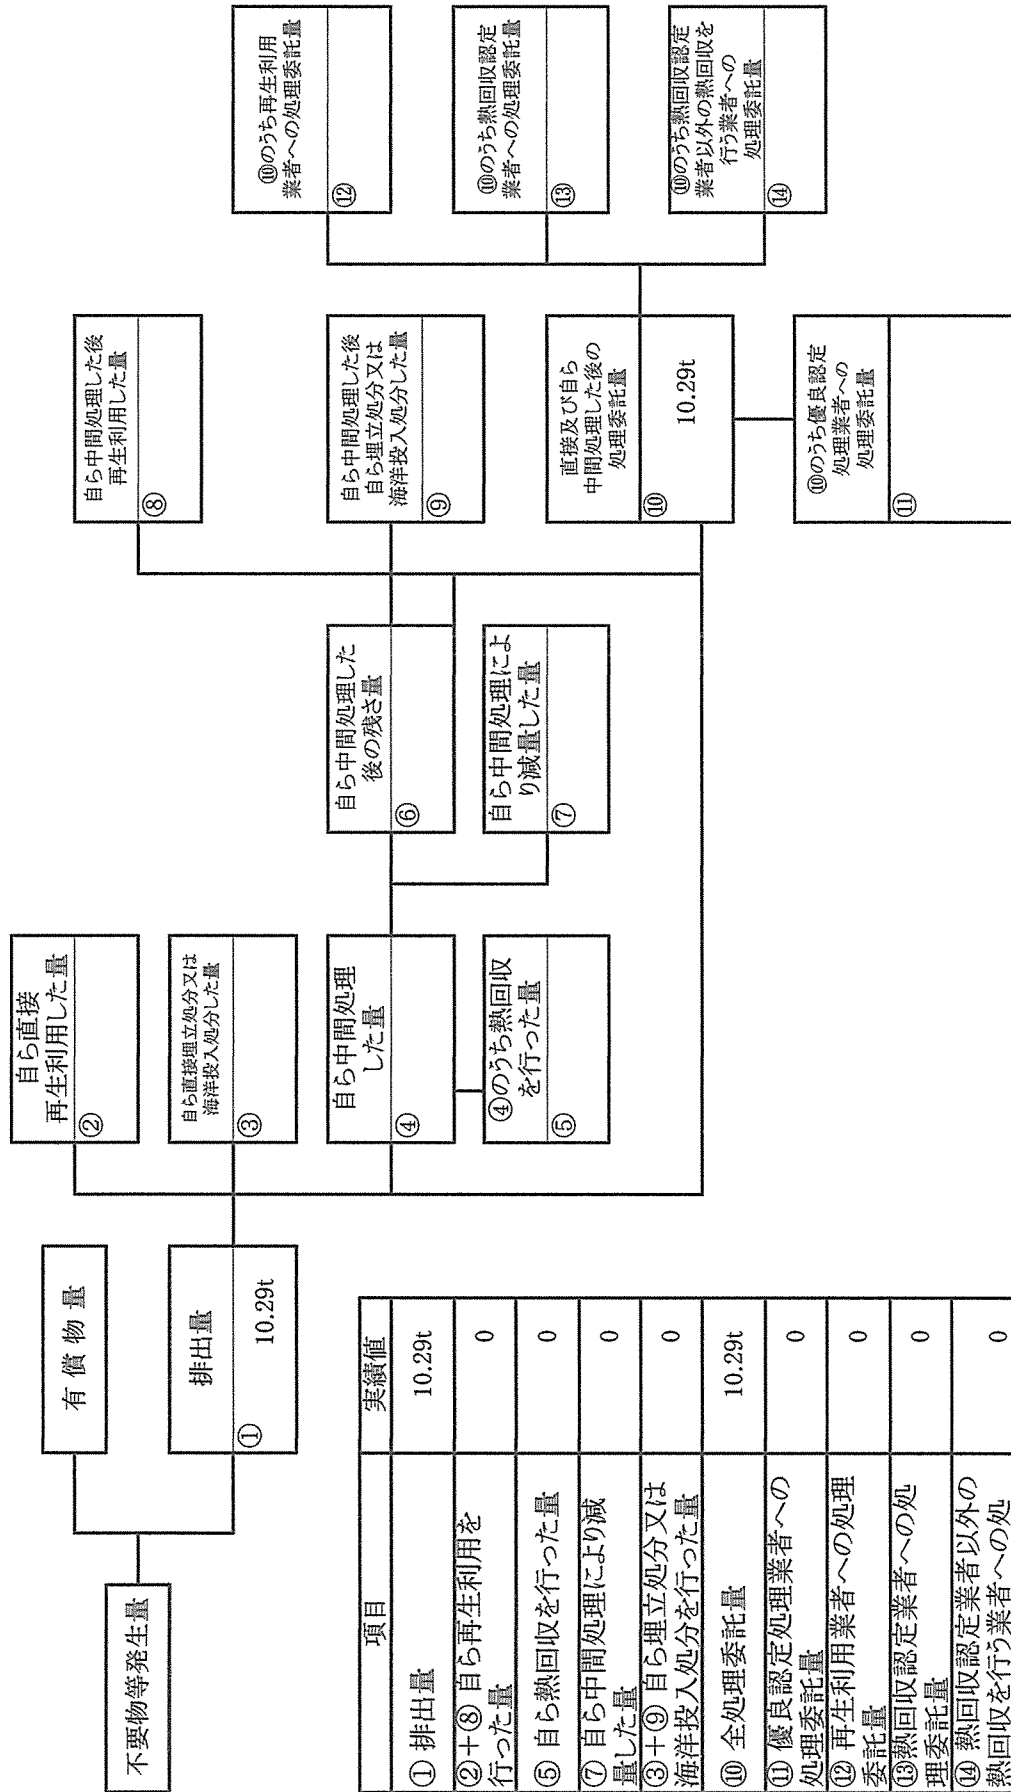 不要物等発生量
有償物量
排出量
①
10.29t
自ら直接
再生利用した量
②
自ら直接埋立処分又は
海洋投入処分した量
③
自ら中間処理
した量
④
④のうち熱回収
を行った量
⑤
自ら中間処理した
後の残さ量
⑥
自ら中間処理によ
り減量した量
⑦
自ら中間処理した後
再生利用した量
⑧
自ら中間処理した後
自ら埋立処分又は
海洋投入処分した量
⑨
直接及び自ら
中間処理した後の
処理委託量
⑩
10.29t
⑩のうち優良認定
処理業者への
処理委託量
⑪
⑩のうち再生利用
業者への処理委託量
⑫
⑩のうち熱回収認定
業者への処理委託量
⑬
⑩のうち熱回収認定
業者以外の熱回収を
行う業者への
処理委託量
⑭
項目 実績値
① 排出量 10.29t
②+⑧ 自ら再生利用を
行った量 0
⑤ 自ら熱回収を行った量 0
⑦ 自ら中間処理により減
量した量 0
③+⑨ 自ら埋立処分又は
海洋投入処分を行った量 0
⑩ 全処理委託量 10.29t
⑪ 優良認定処理業者への
処理委託量 0
⑫ 再生利用業者への処理
委託量 0
⑬熱回収認定業者への処
理委託量 0
⑭ 熱回収認定業者以外の
熱回収を行う業者への処 0